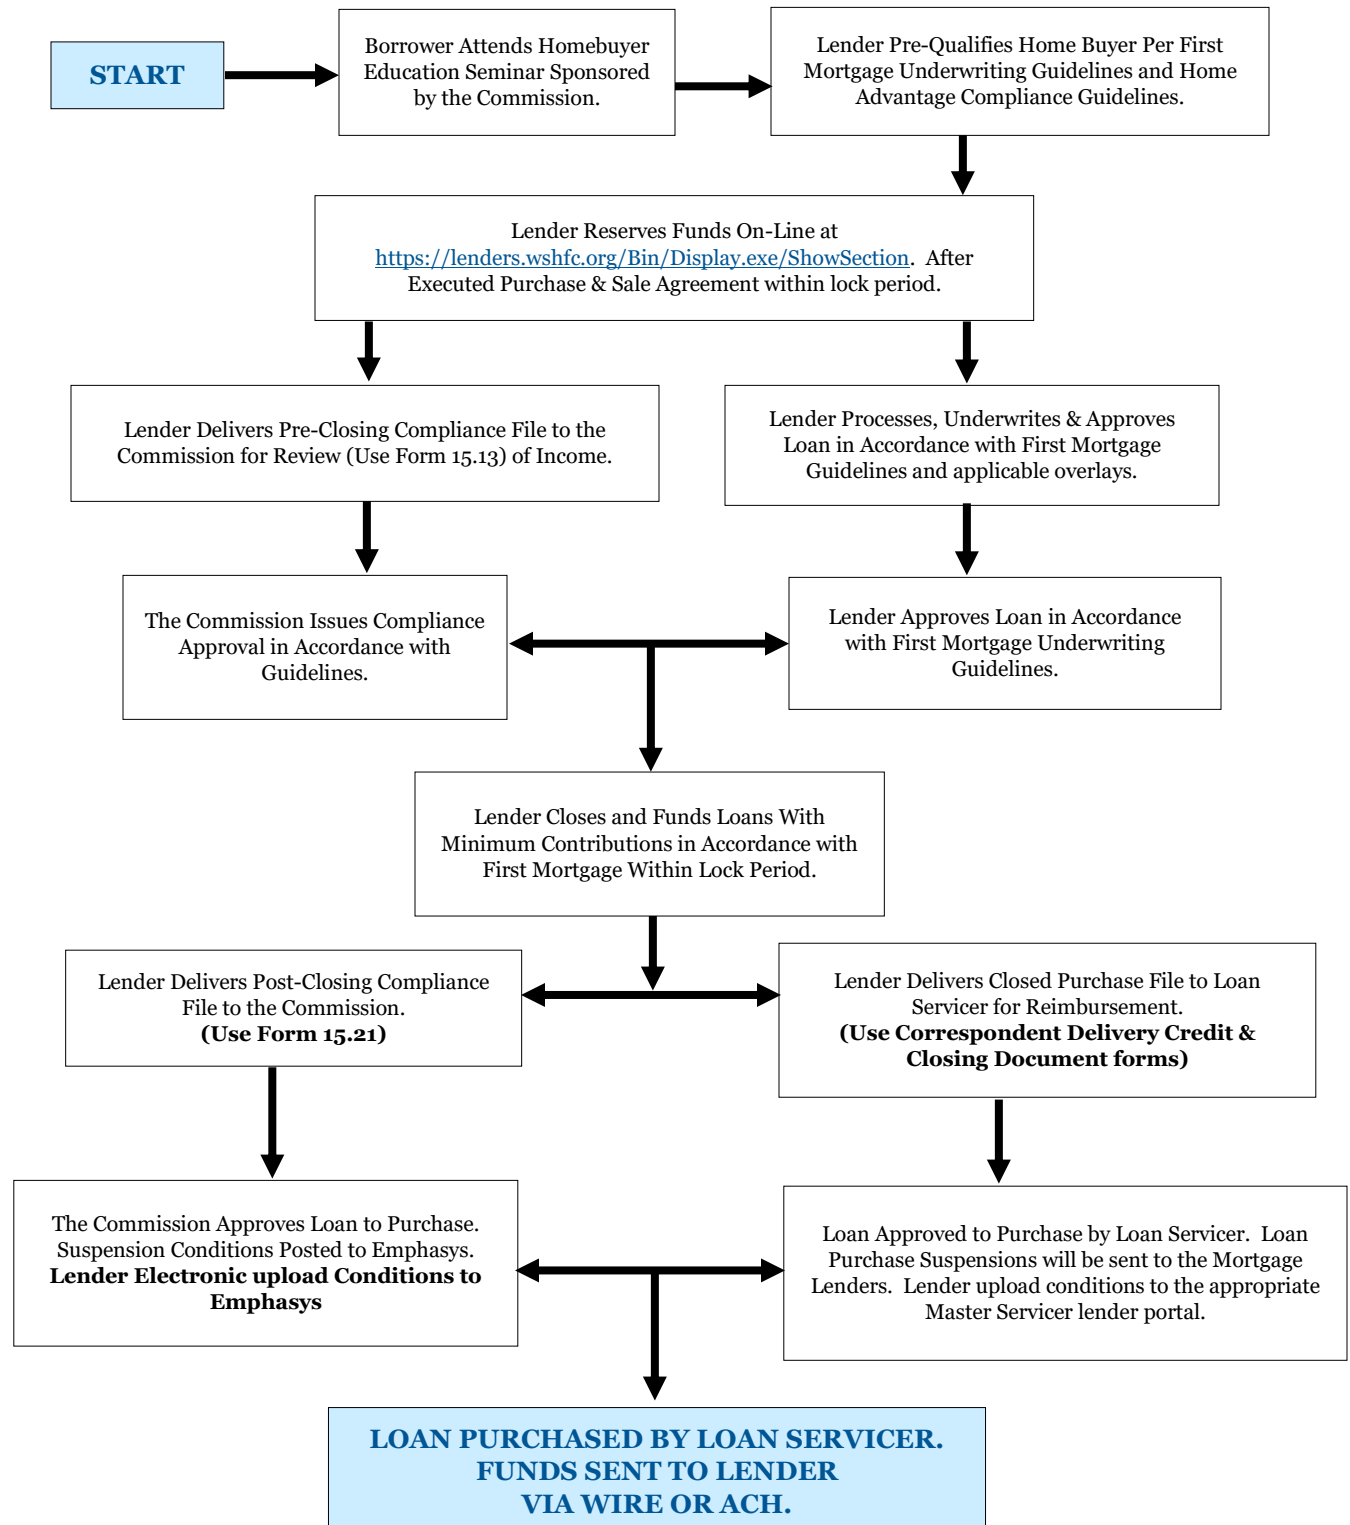 START
Borrower Attends Homebuyer
Education Seminar Sponsored
by the Commission.
Lender Pre-Qualifies Home Buyer Per First
Mortgage Underwriting Guidelines and Home
Advantage Compliance Guidelines.
Lender Reserves Funds On-Line at
https://lenders.wshfc.org/Bin/Display.exe/ShowSection. After
Executed Purchase & Sale Agreement within lock period.
Lender Delivers Pre-Closing Compliance File to the
Commission for Review (Use Form 15.13) of Income.
Lender Processes, Underwrites & Approves
Loan in Accordance with First Mortgage
Guidelines and applicable overlays.
The Commission Issues Compliance
Approval in Accordance with
Guidelines.
Lender Approves Loan in Accordance
with First Mortgage Underwriting
Guidelines.
Lender Closes and Funds Loans With
Minimum Contributions in Accordance with
First Mortgage Within Lock Period.
Lender Delivers Post-Closing Compliance
File to the Commission.
(Use Form 15.21)
Lender Delivers Closed Purchase File to Loan
Servicer for Reimbursement.
(Use Correspondent Delivery Credit &
Closing Document forms)
The Commission Approves Loan to Purchase.
Suspension Conditions Posted to Emphasys.
Lender Electronic upload Conditions to
Emphasys
Loan Approved to Purchase by Loan Servicer. Loan
Purchase Suspensions will be sent to the Mortgage
Lenders. Lender upload conditions to the appropriate
Master Servicer lender portal.
LOAN PURCHASED BY LOAN SERVICER.
FUNDS SENT TO LENDER
VIA WIRE OR ACH.